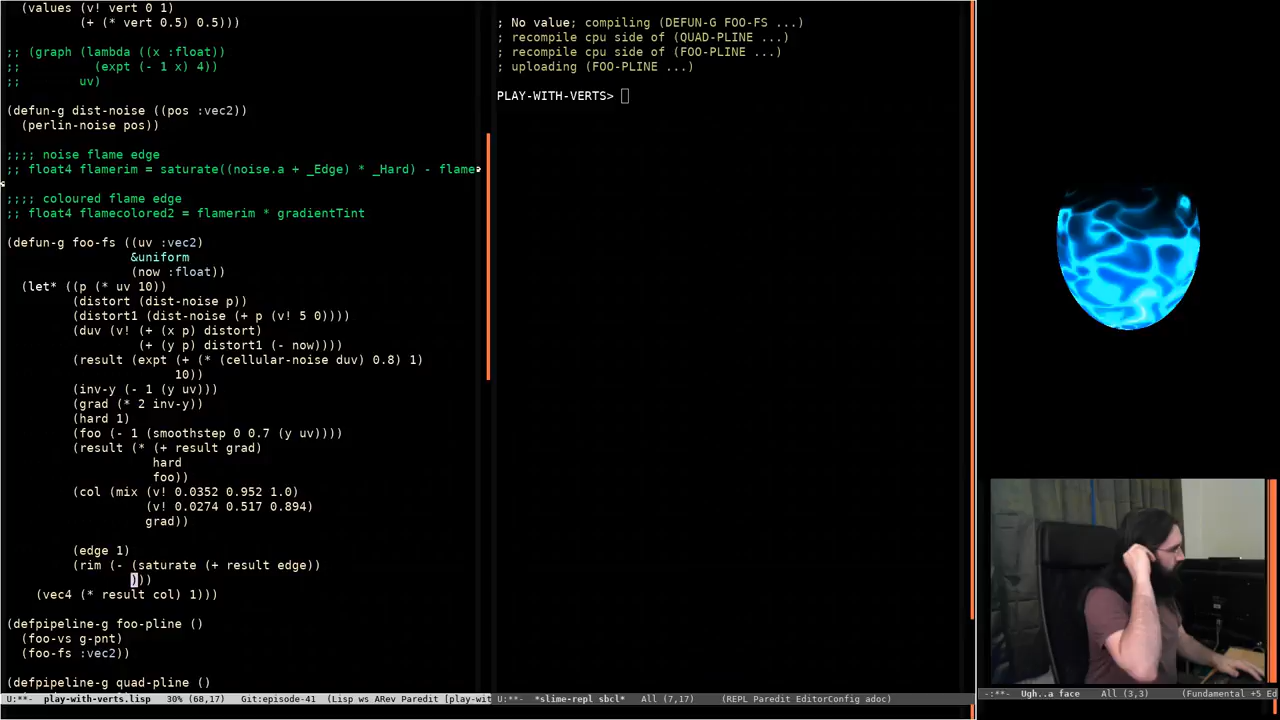 (values (v! vert 0 1)
(+ (* vert 0.5) 0.5)))
;; (graph (lambda ((x :float))
;; (expt (- 1 x) 4))
;; uv)
(defun-g dist-noise ((pos :vec2))
(perlin-noise pos))
;;;; noise flame edge
;; float4 flamerim = saturate((noise.a + _Edge) * _Hard) - flame
;;;; coloured flame edge
;; float4 flamecolored2 = flamerim * gradientTint
(defun-g foo-fs ((uv :vec2)
&uniform
(now :float))
(let* ((p (* uv 10))
(distort (dist-noise p))
(distort1 (dist-noise (+ p (v! 5 0))))
(duv (v! (+ (x p) distort)
(+ (y p) distort1 (- now))))
(result (expt (+ (* (cellular-noise duv) 0.8) 1)
10))
(inv-y (- 1 (y uv)))
(grad (* 2 inv-y))
(hard 1)
(foo (- 1 (smoothstep 0 0.7 (y uv))))
(result (* (+ result grad)
hard
foo))
(col (mix (v! 0.0352 0.952 1.0)
(v! 0.0274 0.517 0.894)
grad))
(edge 1)
(rim (- (saturate (+ result edge))
)))
(vec4 (* result col) 1)))
(defpipeline-g foo-pline ()
(foo-vs g-pnt)
(foo-fs :vec2))
(defpipeline-g quad-pline ()
U:**- play-with-verts.lisp 30% (68,17) Git:episode-41 (Lisp ws ARev Paredit [play-wit
; No value; compiling (DEFUN-G FOO-FS ...)
; recompile cpu side of (QUAD-PLINE ...)
; recompile cpu side of (FOO-PLINE ...)
; uploading (FOO-PLINE ...)
PLAY-WITH-VERTS>
U:**- *slime-repl sbcl* All (7,17) (REPL Paredit EditorConfig adoc)
-:**- Ugh..a face All (3,3) (Fundamental +5 Ed